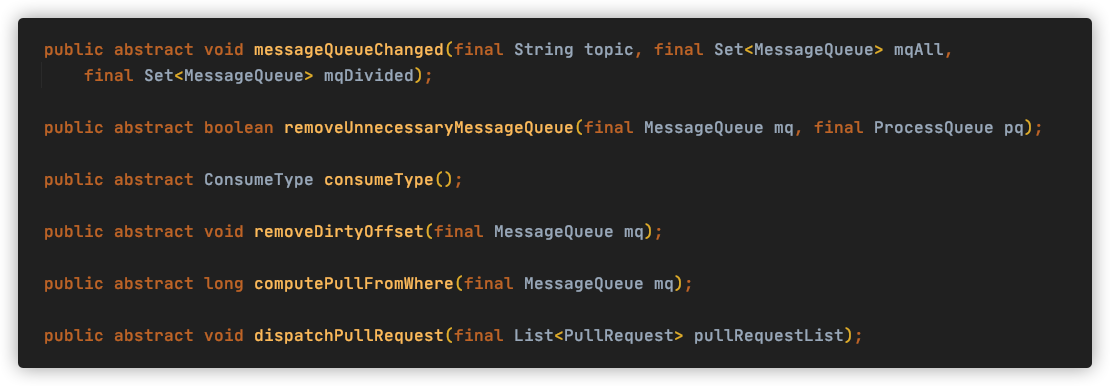 public abstract void messageQueueChanged(final String topic, final Set<MessageQueue> mqAll,
    final Set<MessageQueue> mqDivided);
public abstract boolean removeUnnecessaryMessageQueue(final MessageQueue mq, final ProcessQueue pq);
public abstract ConsumeType consumeType();
public abstract void removeDirtyOffset(final MessageQueue mq);
public abstract long computePullFromWhere(final MessageQueue mq);
public abstract void dispatchPullRequest(final List<PullRequest> pullRequestList);